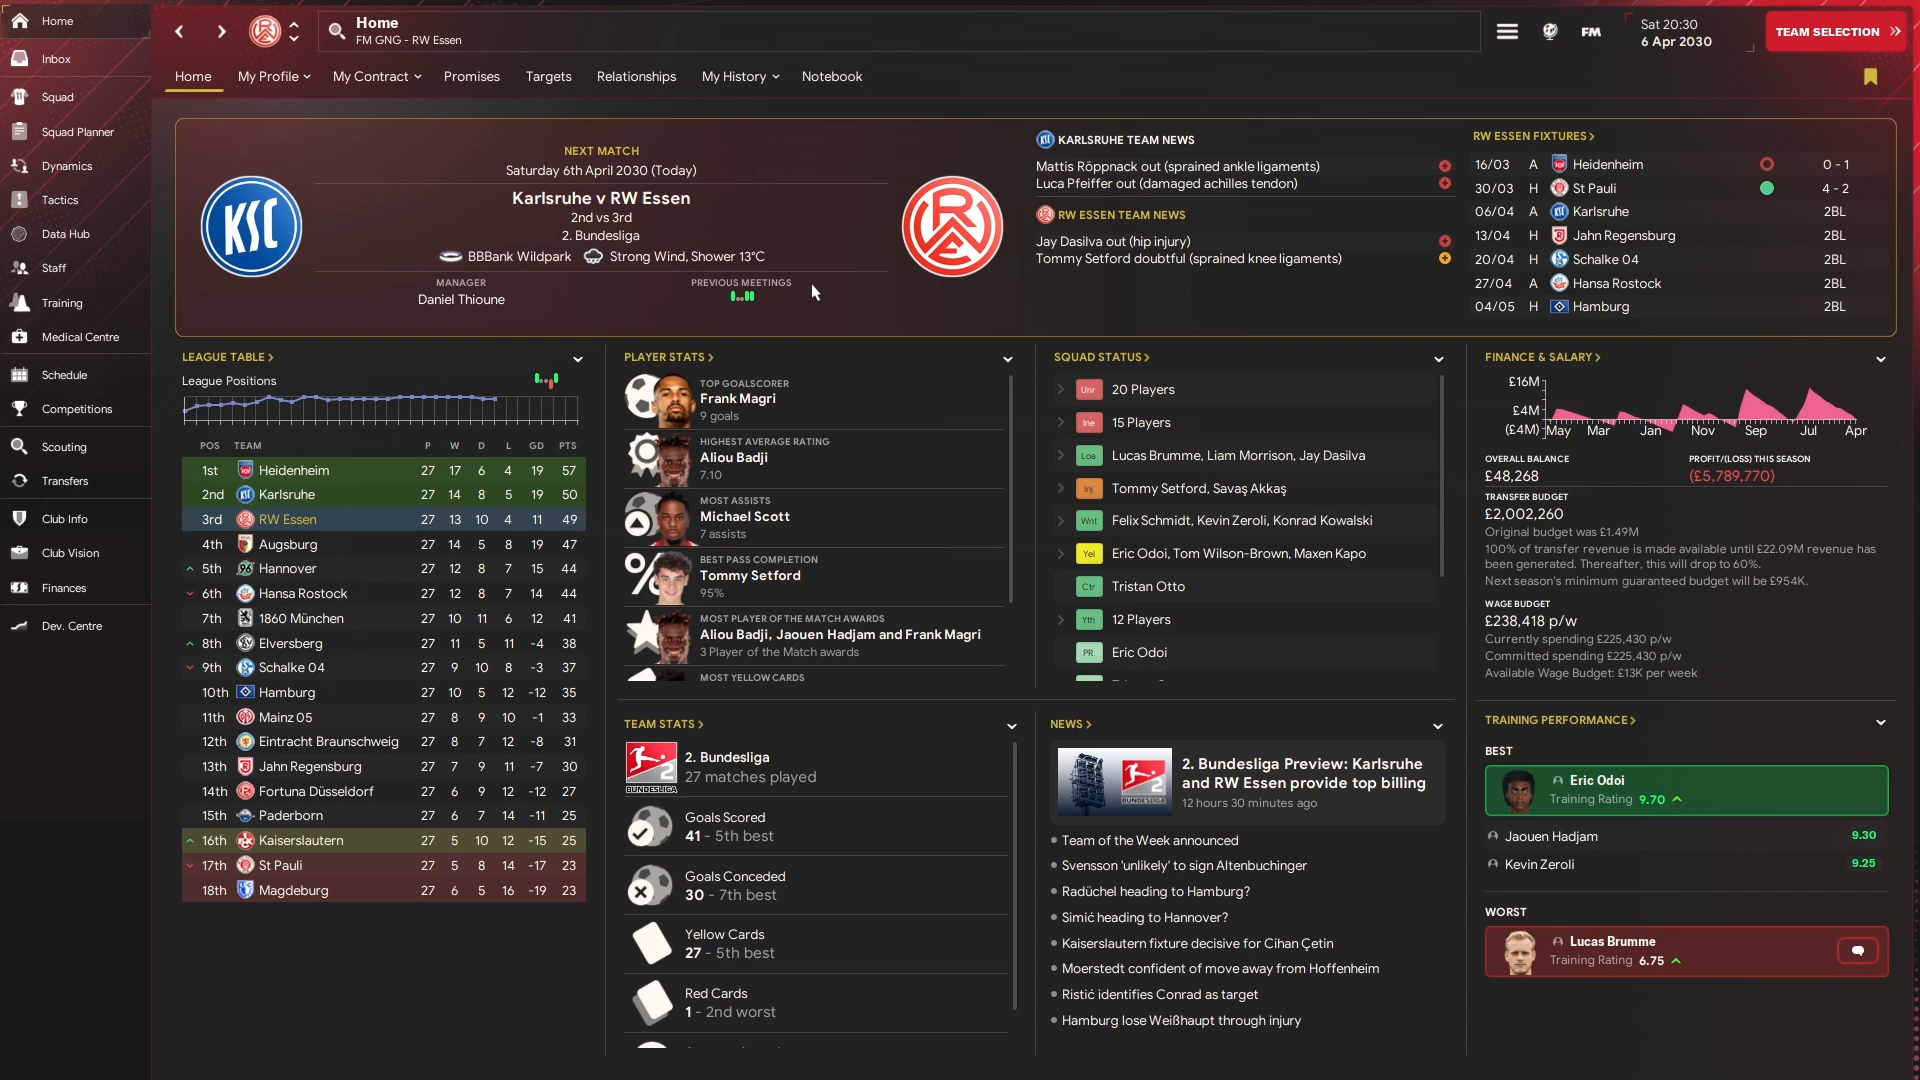 Home
Inbox
Squad
Squad Planner
Dynamics
Tactics
Data Hub
Staff
Training
Medical Centre
Schedule
Competitions
Scouting
Transfers
Club Info
Club Vision
Finances
Dev. Centre
Home
FM GNG - RW Essen
FM
Sat 20:30
6 Apr 2030
TEAM SELECTION
Home
My Profile
My Contract
Promises
Targets
Relationships
My History
Notebook
NEXT MATCH
Saturday 6th April 2030 (Today)
Karlsruhe v RW Essen
2nd vs 3rd
2. Bundesliga
BBBank Wildpark Strong Wind, Shower 13°C
MANAGER
Daniel Thioune
PREVIOUS MEETINGS
KSC
KARLSRUHE TEAM NEWS
Mattis Röppnack out (sprained ankle ligaments)
Luca Pfeiffer out (damaged achilles tendon)
RW ESSEN TEAM NEWS
Jay Dasilva out (hip injury)
Tommy Setford doubtful (sprained knee ligaments)
RW ESSEN FIXTURES
16/03 A Heidenheim 0 - 1
30/03 H St Pauli 4 - 2
06/04 A Karlsruhe 2BL
13/04 H Jahn Regensburg 2BL
20/04 H Schalke 04 2BL
27/04 A Hansa Rostock 2BL
04/05 H Hamburg 2BL
LEAGUE TABLE
League Positions
POS TEAM P W D L GD PTS
1st Heidenheim 27 17 6 4 19 57
2nd Karlsruhe 27 14 8 5 19 50
3rd RW Essen 27 13 10 4 11 49
4th Augsburg 27 14 5 8 19 47
5th Hannover 27 12 8 7 15 44
6th Hansa Rostock 27 12 8 7 14 44
7th 1860 München 27 10 11 6 12 41
8th Elversberg 27 11 5 11 -4 38
9th Schalke 04 27 9 10 8 -3 37
10th Hamburg 27 10 5 12 -12 35
11th Mainz 05 27 8 9 10 -1 33
12th Eintracht Braunschweig 27 8 7 12 -8 31
13th Jahn Regensburg 27 7 9 11 -7 30
14th Fortuna Düsseldorf 27 6 9 12 -12 27
15th Paderborn 27 6 7 14 -11 25
16th Kaiserslautern 27 5 10 12 -15 25
17th St Pauli 27 5 8 14 -17 23
18th Magdeburg 27 6 5 16 -19 23
PLAYER STATS
TOP GOALSCORER
Frank Magri
9 goals
HIGHEST AVERAGE RATING
Aliou Badji
7.10
MOST ASSISTS
Michael Scott
7 assists
BEST PASS COMPLETION
Tommy Setford
95%
MOST PLAYER OF THE MATCH AWARDS
Aliou Badji, Jaouen Hadjam and Frank Magri
3 Player of the Match awards
MOST YELLOW CARDS
SQUAD STATUS
Unr 20 Players
Ine 15 Players
Loa Lucas Brumme, Liam Morrison, Jay Dasilva
Inj Tommy Setford, Savaş Akkaş
Wnt Felix Schmidt, Kevin Zeroli, Konrad Kowalski
Yel Eric Odoi, Tom Wilson-Brown, Maxen Kapo
Ctr Tristan Otto
Yth 12 Players
PR Eric Odoi
FINANCE & SALARY
£16M
£4M
(£4M)
May Mar Jan Nov Sep Jul Apr
OVERALL BALANCE
£48,268
PROFIT/(LOSS) THIS SEASON
(£5,789,770)
TRANSFER BUDGET
£2,002,260
Original budget was £1.49M
100% of transfer revenue is made available until £22.09M revenue has
been generated. Thereafter, this will drop to 60%.
Next season's minimum guaranteed budget will be £954K.
WAGE BUDGET
£238,418 p/w
Currently spending £225,430 p/w
Committed spending £225,430 p/w
Available Wage Budget: £13K per week
TEAM STATS
BUNDESLIGA
2. Bundesliga
27 matches played
Goals Scored
41 - 5th best
Goals Conceded
30 - 7th best
Yellow Cards
27 - 5th best
Red Cards
1 - 2nd worst
NEWS
BUNDESLIGA
2. Bundesliga Preview: Karlsruhe
and RW Essen provide top billing
12 hours 30 minutes ago
Team of the Week announced
Svensson 'unlikely' to sign Altenbuchinger
Radüchel heading to Hamburg?
Simić heading to Hannover?
Kaiserslautern fixture decisive for Cihan Çetin
Moerstedt confident of move away from Hoffenheim
Ristić identifies Conrad as target
Hamburg lose Weißhaupt through injury
TRAINING PERFORMANCE
BEST
Eric Odoi
Training Rating 9.70
Jaouen Hadjam 9.30
Kevin Zeroli 9.25
WORST
Lucas Brumme
Training Rating 6.75